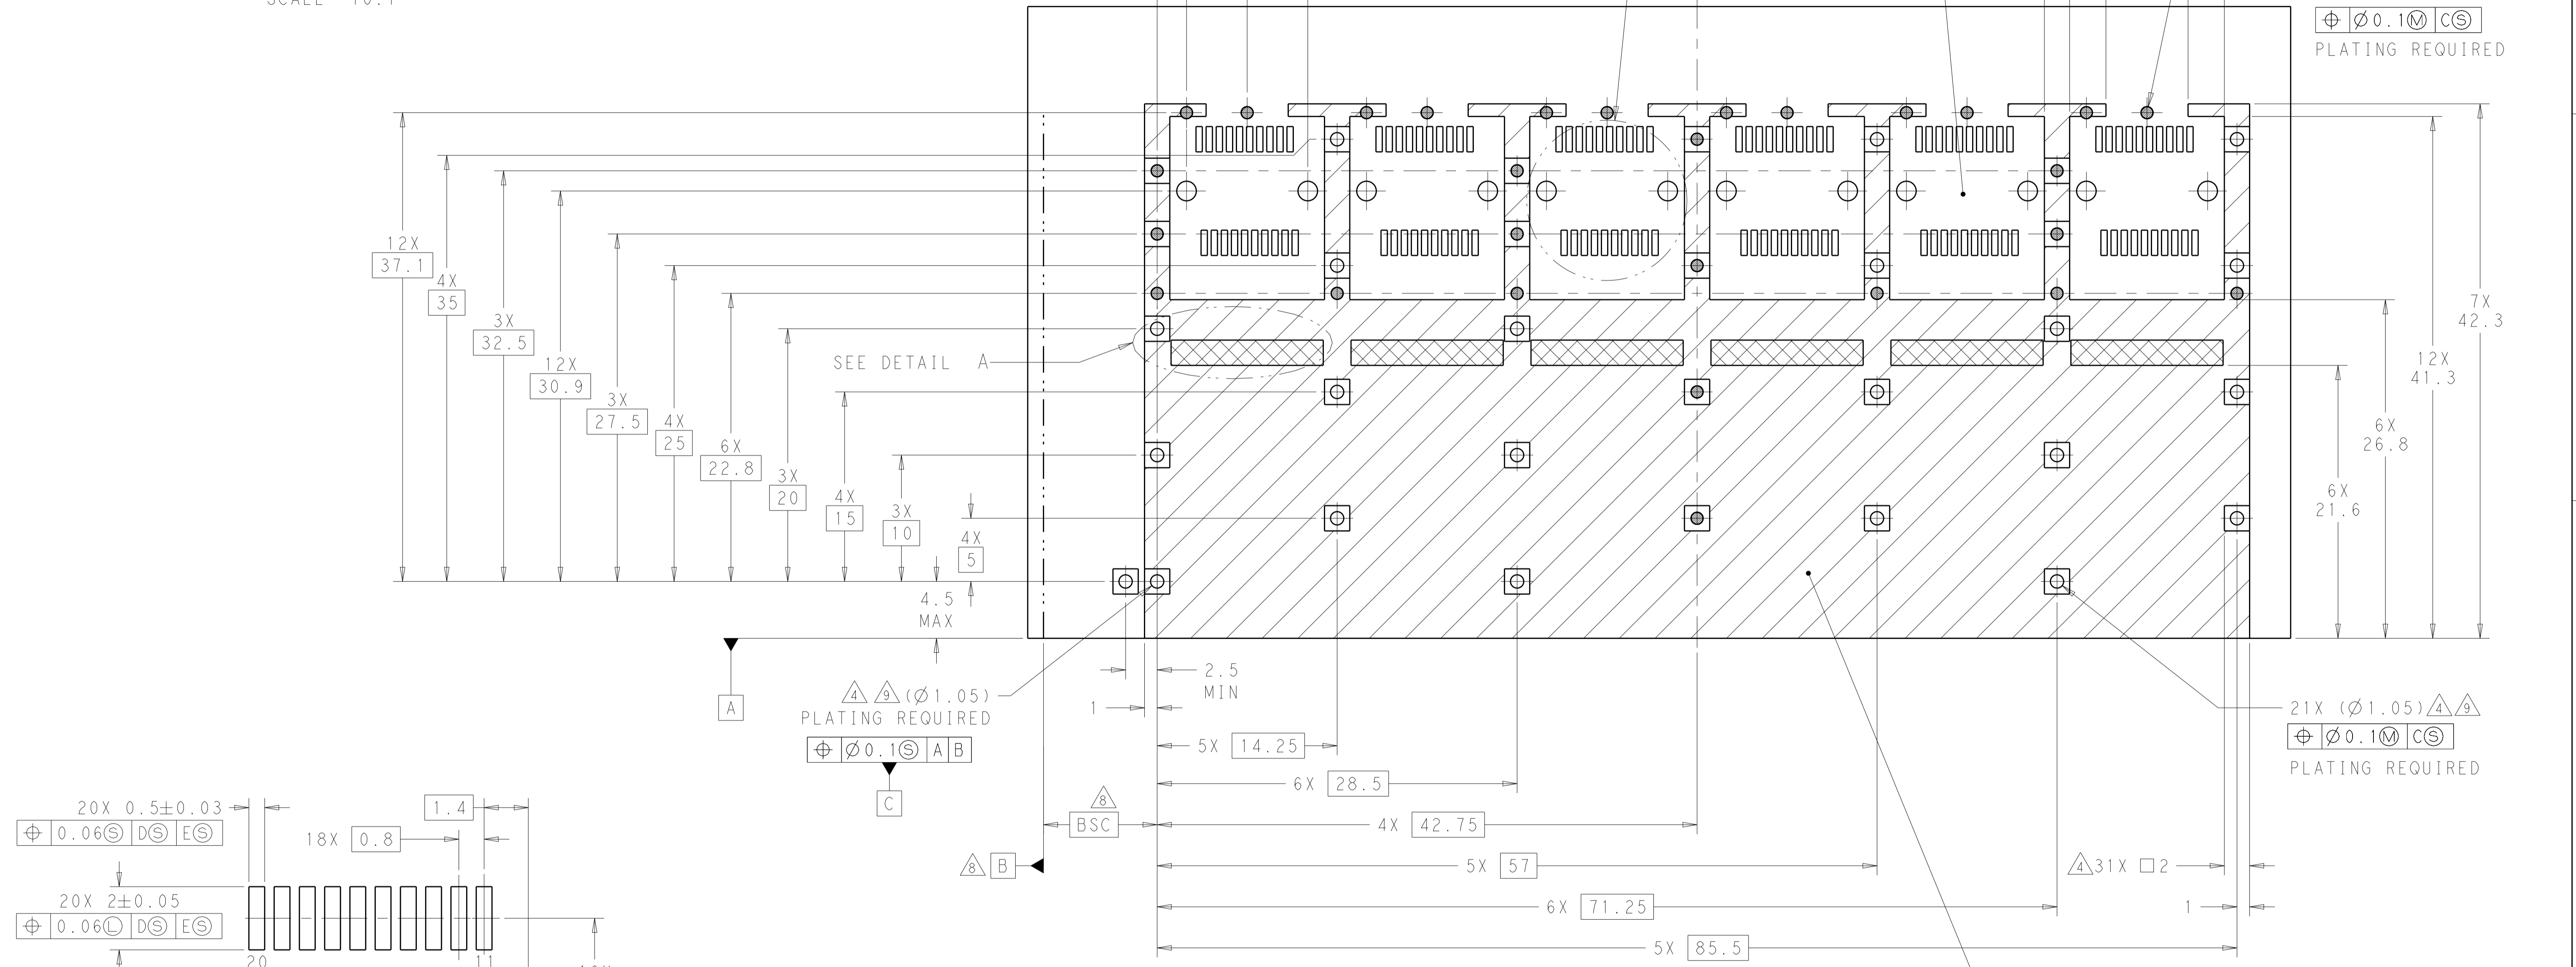 SCALE 10:1
⌖ Ø0.1Ⓜ CⓈ
PLATING REQUIRED
12X
37.1
4X
35
3X
32.5
12X
30.9
3X
27.5
4X
25
6X
22.8
3X
20
4X
15
3X
10
4X
5
4.5
MAX
SEE DETAIL A
7X
42.3
12X
41.3
6X
26.8
6X
21.6
A
4 9 (Ø1.05)
PLATING REQUIRED
⌖ Ø0.1Ⓢ A B
C
2.5
MIN
1
5X 14.25
6X 28.5
8
BSC
4X 42.75
8 B
5X 57
6X 71.25
5X 85.5
21X (Ø1.05) 4 9
⌖ Ø0.1Ⓜ CⓈ
PLATING REQUIRED
4 31X □2
1
20X 0.5±0.03
⌖ 0.06Ⓢ DⓈ EⓈ
1.4
18X 0.8
20X 2±0.05
⌖ 0.06Ⓛ DⓈ EⓈ
20
11